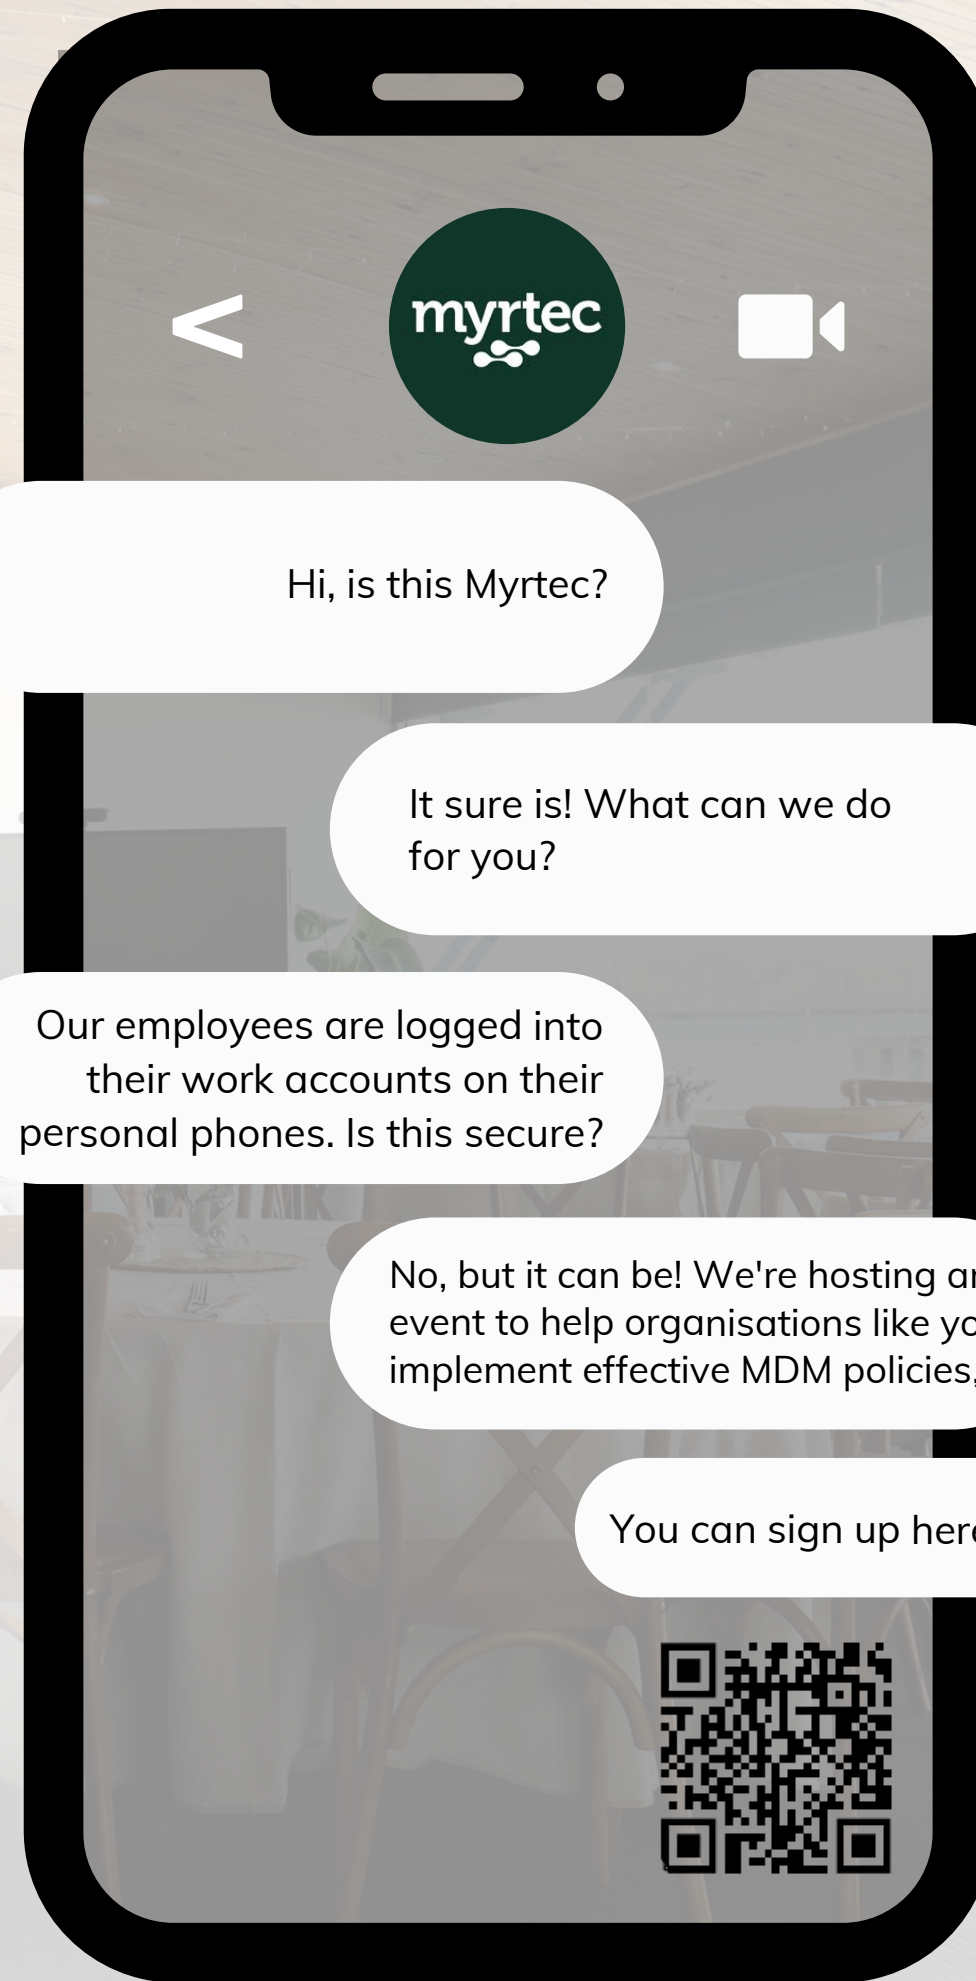 myrtec
Hi, is this Myrtec?
It sure is! What can we do
for you?
Our employees are logged into
their work accounts on their
personal phones. Is this secure?
No, but it can be! We're hosting
event to help organisations like
implement effective MDM policies,
You can sign up